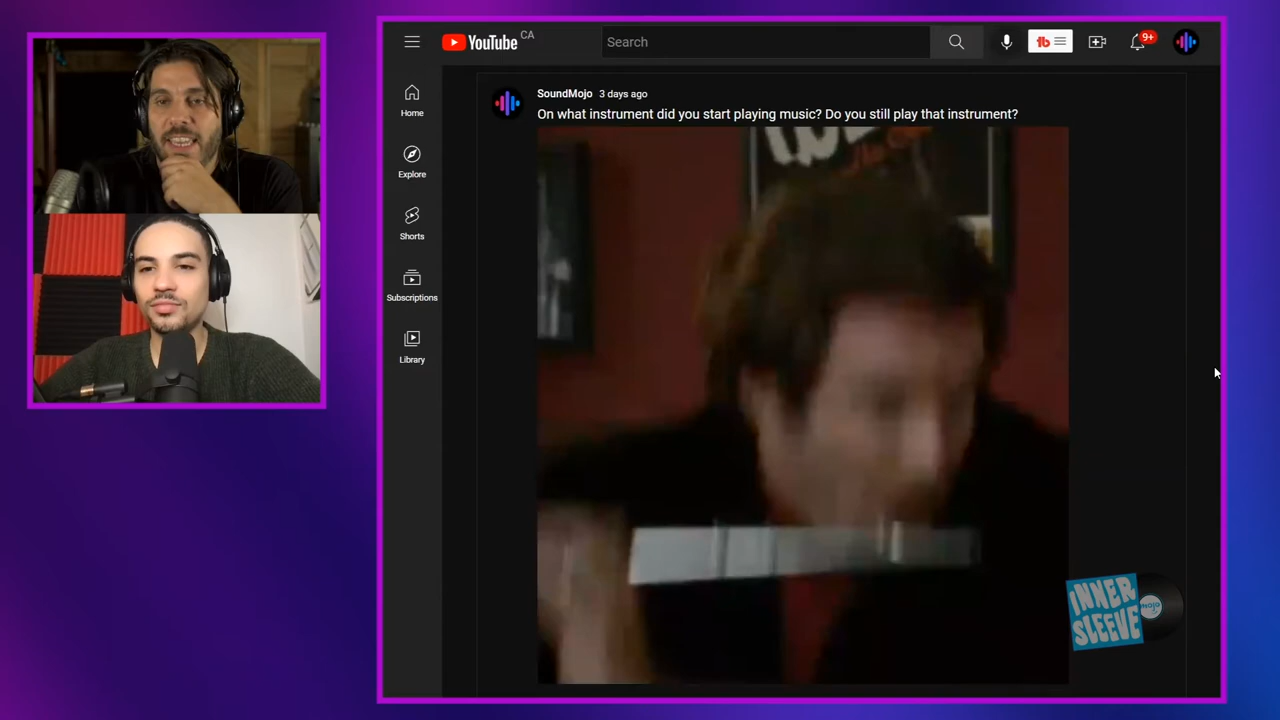 YouTube CA
Search
9+
Home
Explore
Shorts
Subscriptions
Library
SoundMojo 3 days ago
On what instrument did you start playing music? Do you still play that instrument?
INNER
SLEEVE
mojo